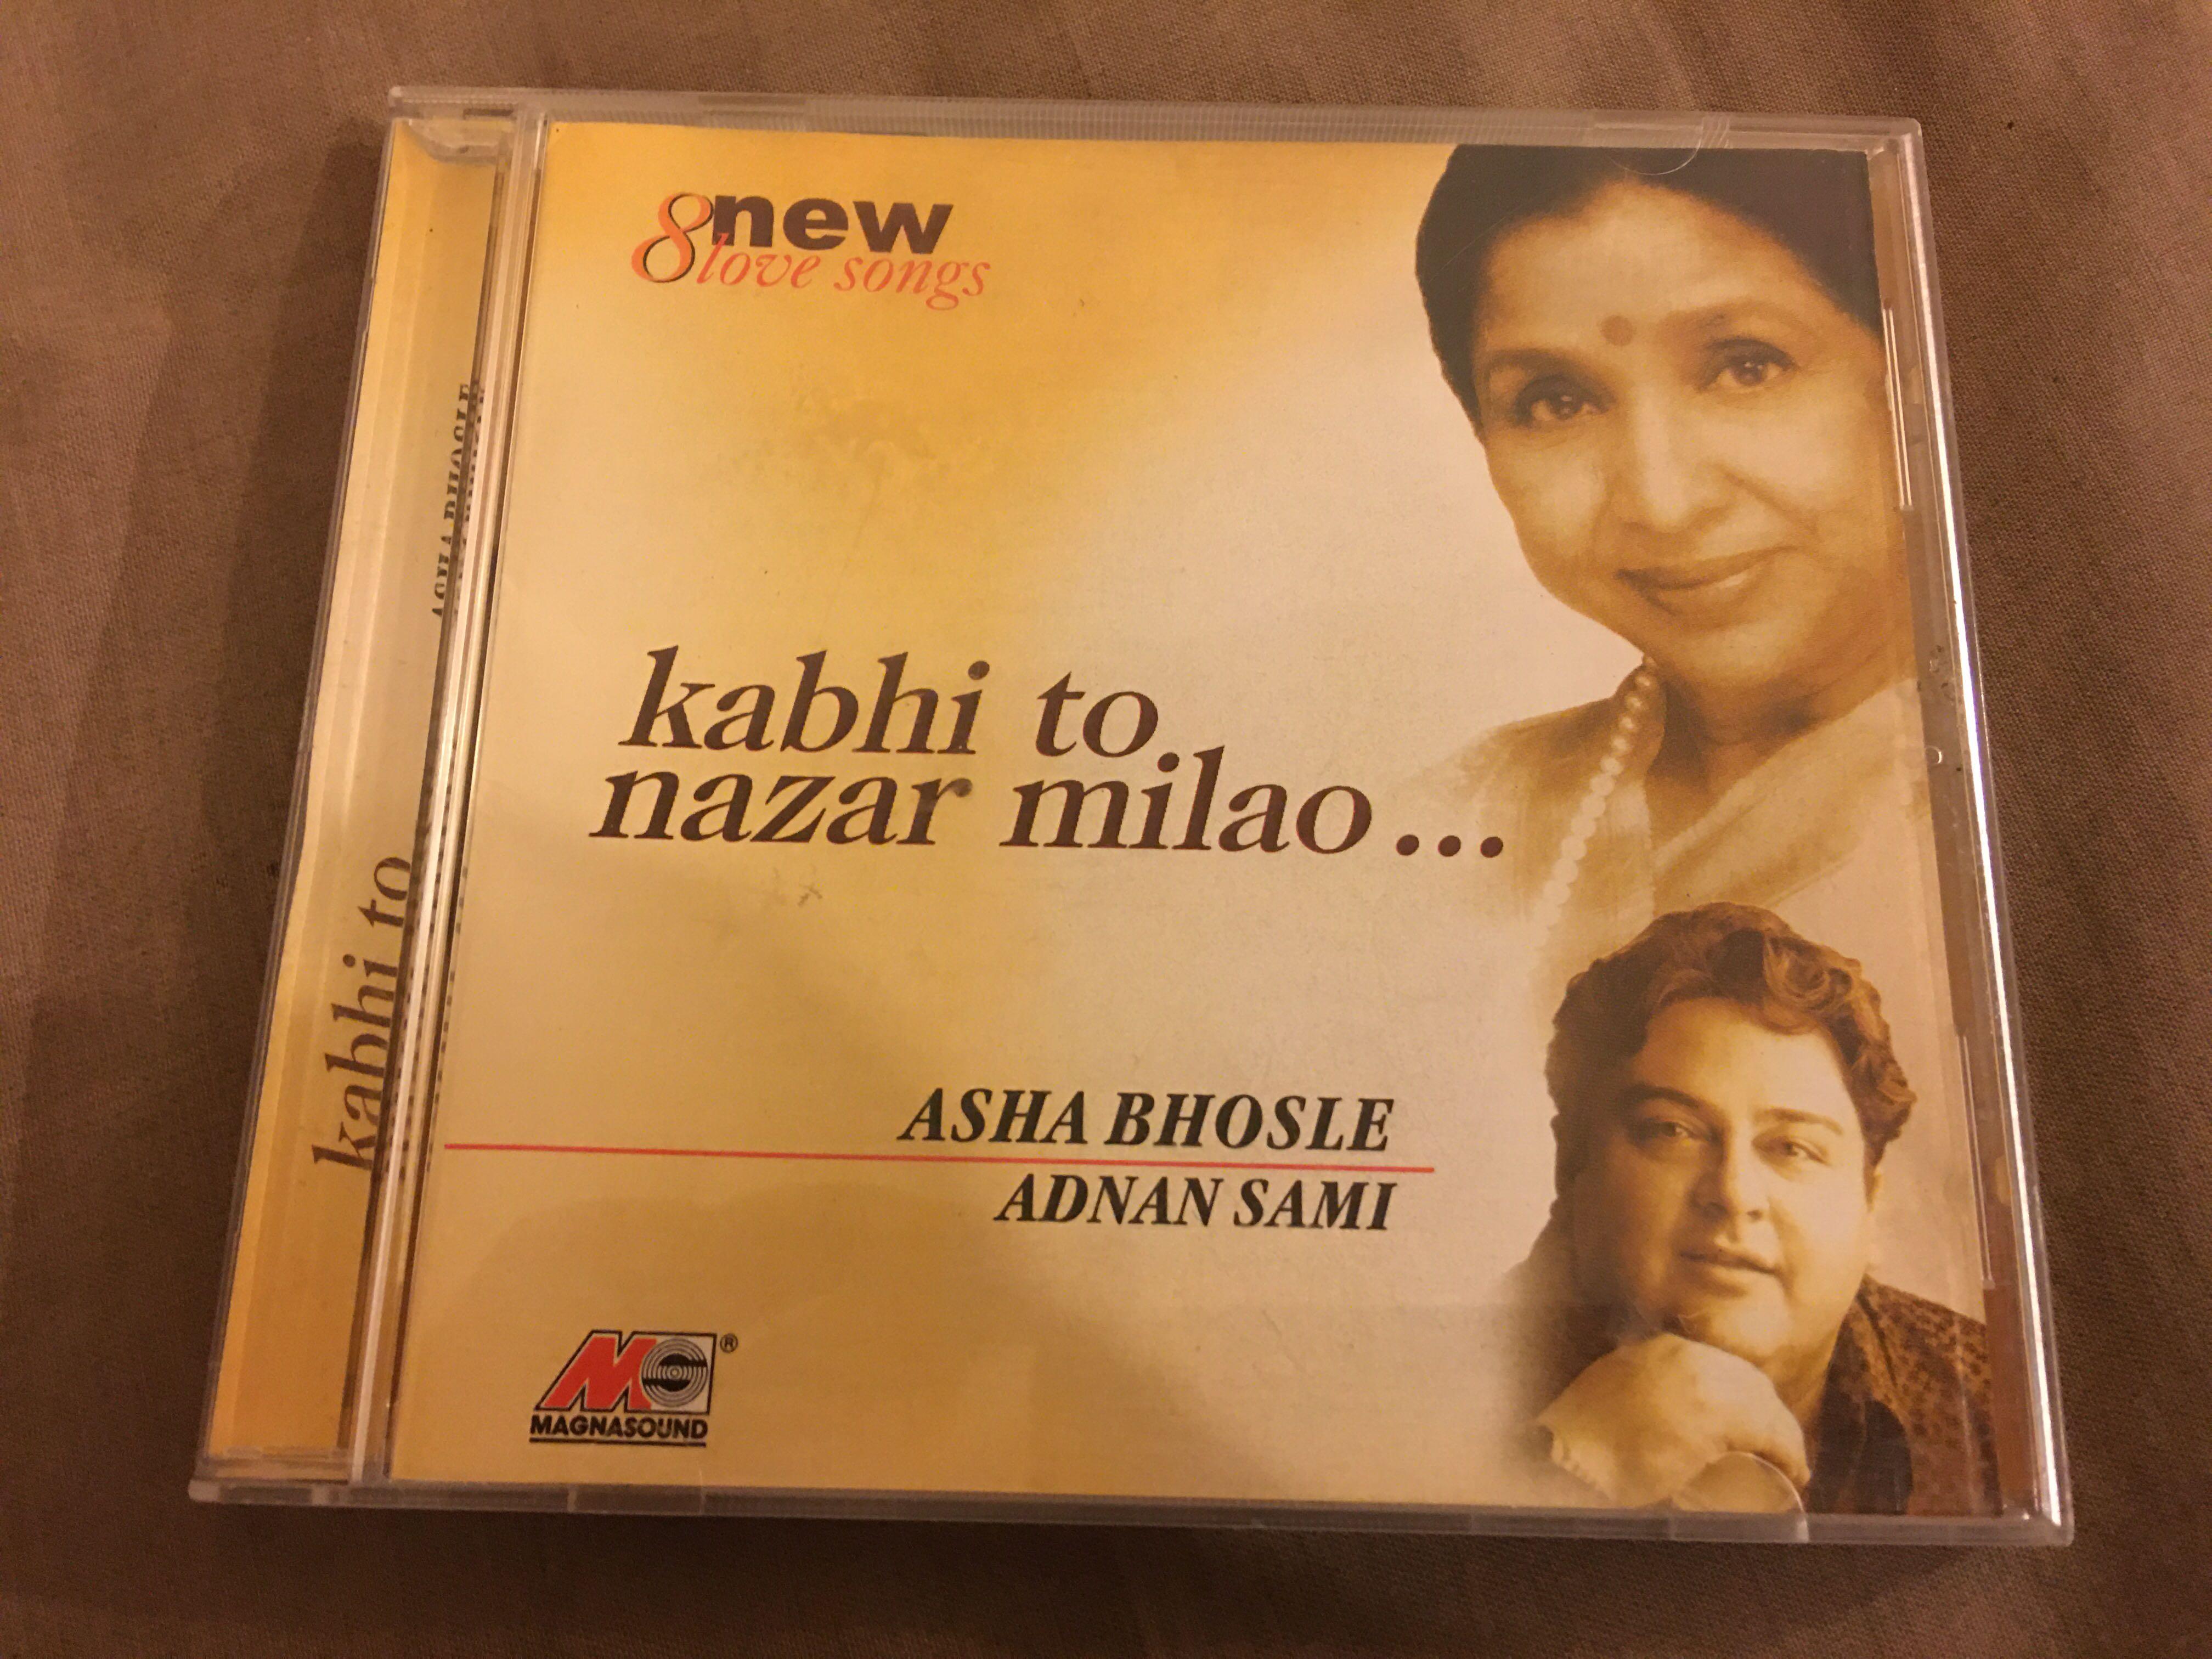 8 new
love songs
kabhi to
nazar milao...
ASHA BHOSLE
ADNAN SAMI
MAGNASOUND
®
kabhi to
ASHA BHOSLE